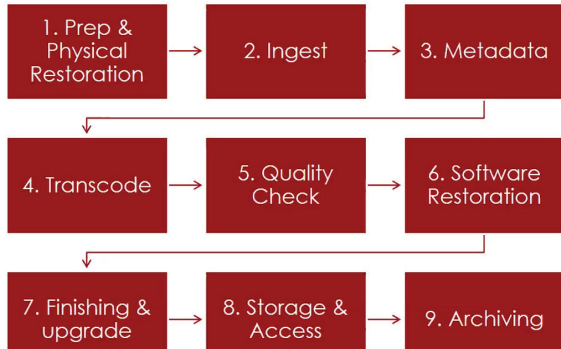 1. Prep &
Physical
Restoration
2. Ingest
3. Metadata
4. Transcode
5. Quality
Check
6. Software
Restoration
7. Finishing &
upgrade
8. Storage &
Access
9. Archiving